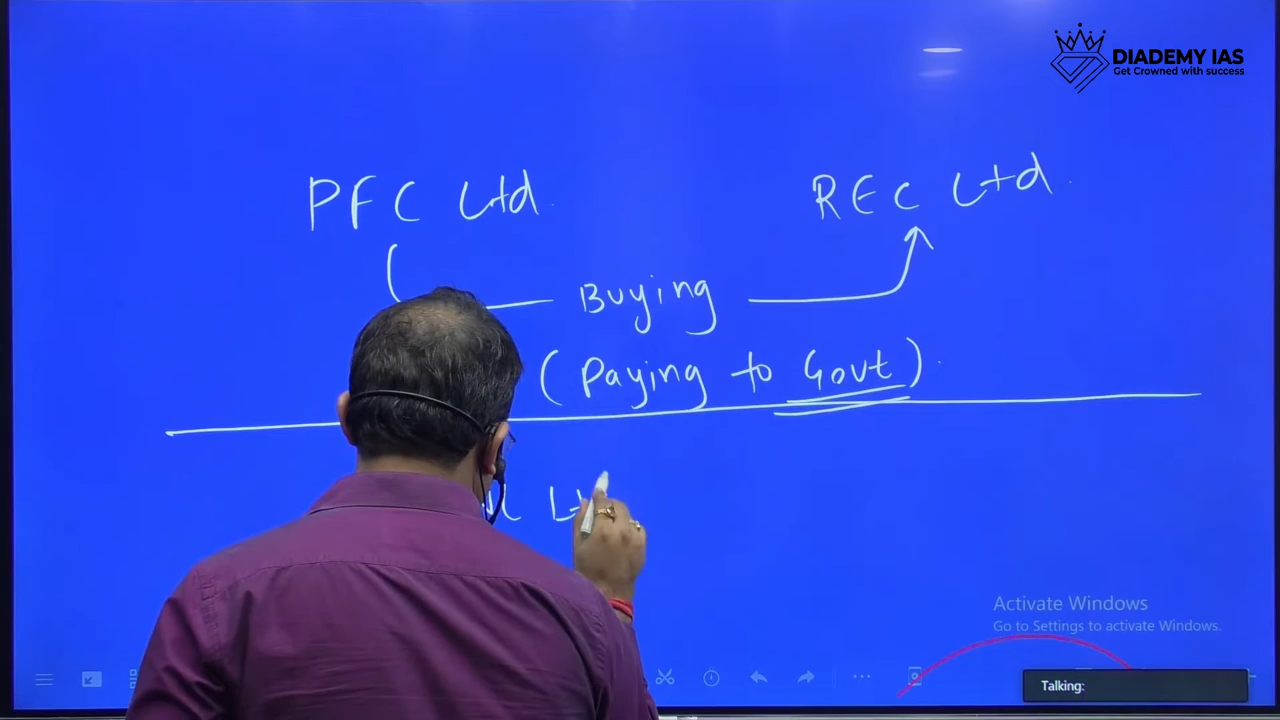 DIADEMY IAS
Get Crowned with success
PFC Ltd.
REC Ltd.
Buying
(Paying to Govt).
Activate Windows
Go to Settings to activate Windows.
Talking: